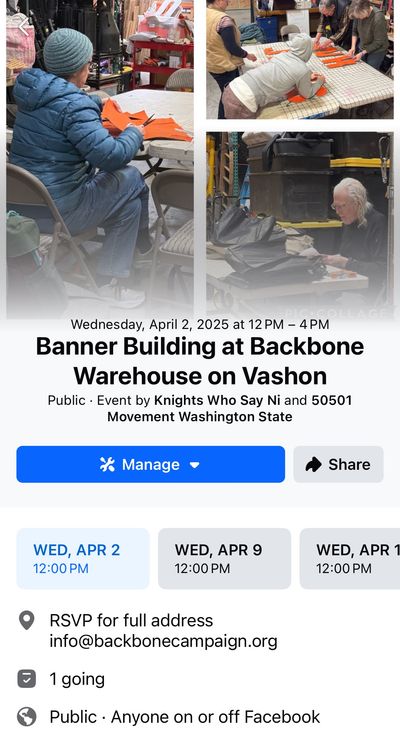 PIC•COLLAGE
Wednesday, April 2, 2025 at 12 PM – 4 PM
Banner Building at Backbone
Warehouse on Vashon
Public · Event by Knights Who Say Ni and 50501
Movement Washington State
Manage
Share
WED, APR 2
WED, APR 9
WED, APR 1
12:00 PM
12:00 PM
12:00 PM
RSVP for full address
info@backbonecampaign.org
1 going
Public · Anyone on or off Facebook